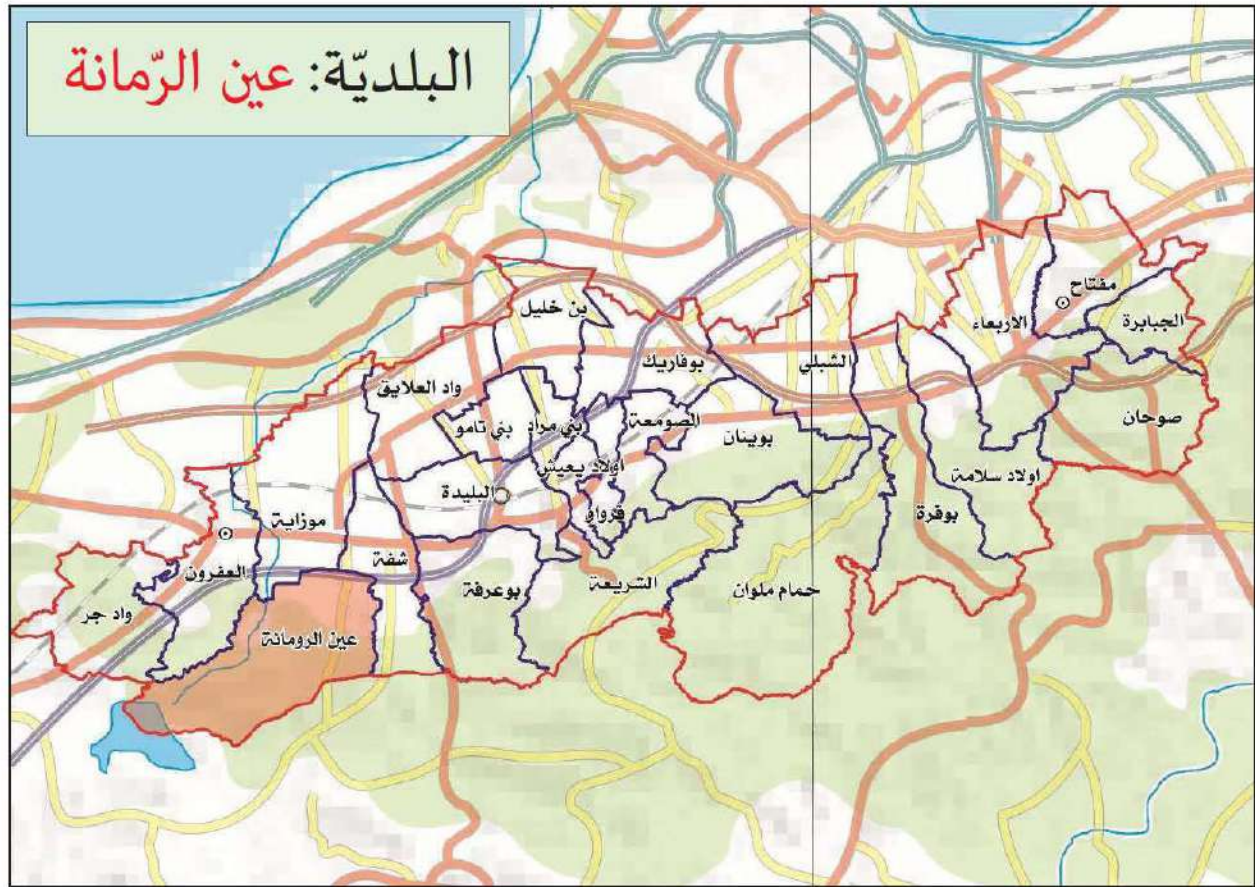 البلديّة: عين الرّمانة
مفتاح
الجبابرة
الاربعاء
بن خليل
الشبلي
بوفاريك
واد العلايق
صوحان
الصومعة
بني مراد
بني تامو
بوينان
اولاد يعيش
اولاد سلامة
البليدة
قرواو
بوقرة
موزاية
شفة
العفرون
الشريعة
بوعرفة
حمام ملوان
واد جر
عين الرومانة